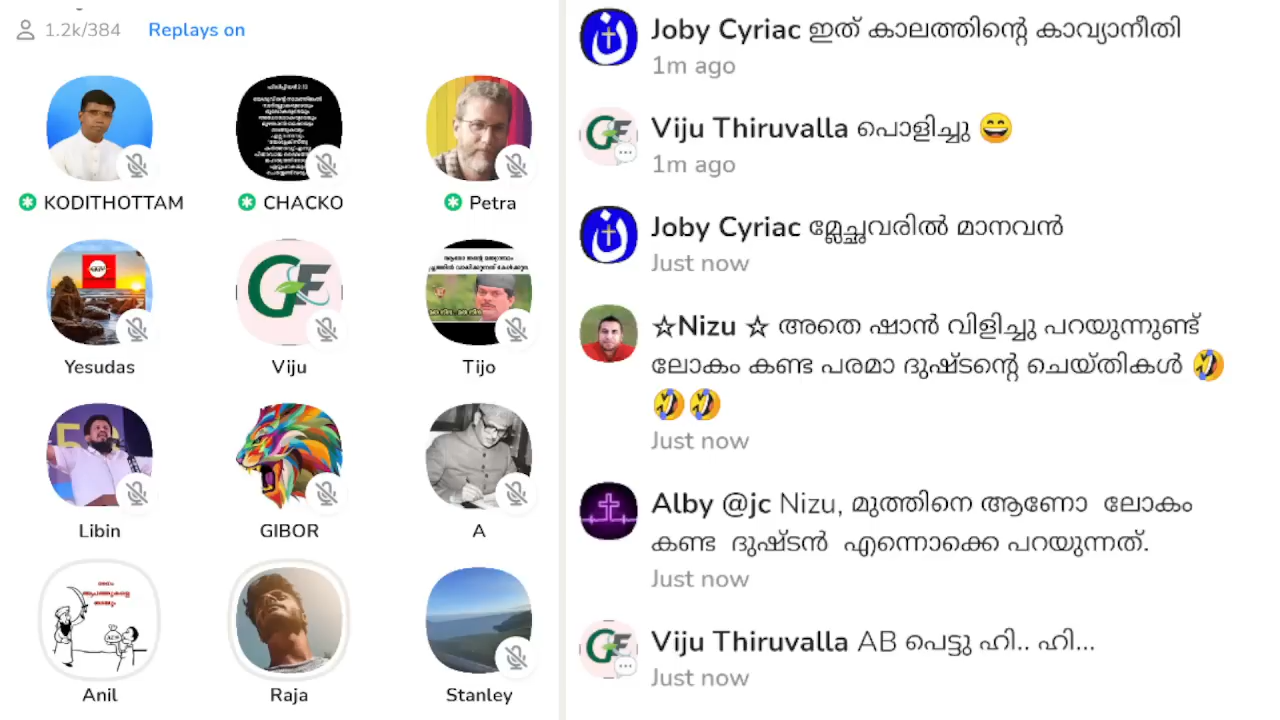 1.2k/384 Replays on
KODITHOTTAM CHACKO Petra
Yesudas Viju Tijo
Libin GIBOR A
Anil Raja Stanley
Joby Cyriac ഇത് കാലത്തിന്റെ കാവ്യാനീതി
1m ago
Viju Thiruvalla പൊളിച്ചു 😄
1m ago
Joby Cyriac മ്ലേച്ഛവരിൽ മാനവൻ
Just now
☆Nizu ☆ അതെ ഷാൻ വിളിച്ചു പറയുന്നുണ്ട്
ലോകം കണ്ട പരമാ ദുഷ്ടന്റെ ചെയ്തികൾ 🤣
🤣🤣
Just now
Alby @jc Nizu, മുത്തിനെ ആണോ ലോകം
കണ്ട ദുഷ്ടൻ എന്നൊക്കെ പറയുന്നത്.
Just now
Viju Thiruvalla AB പെട്ടു ഹി.. ഹി...
Just now